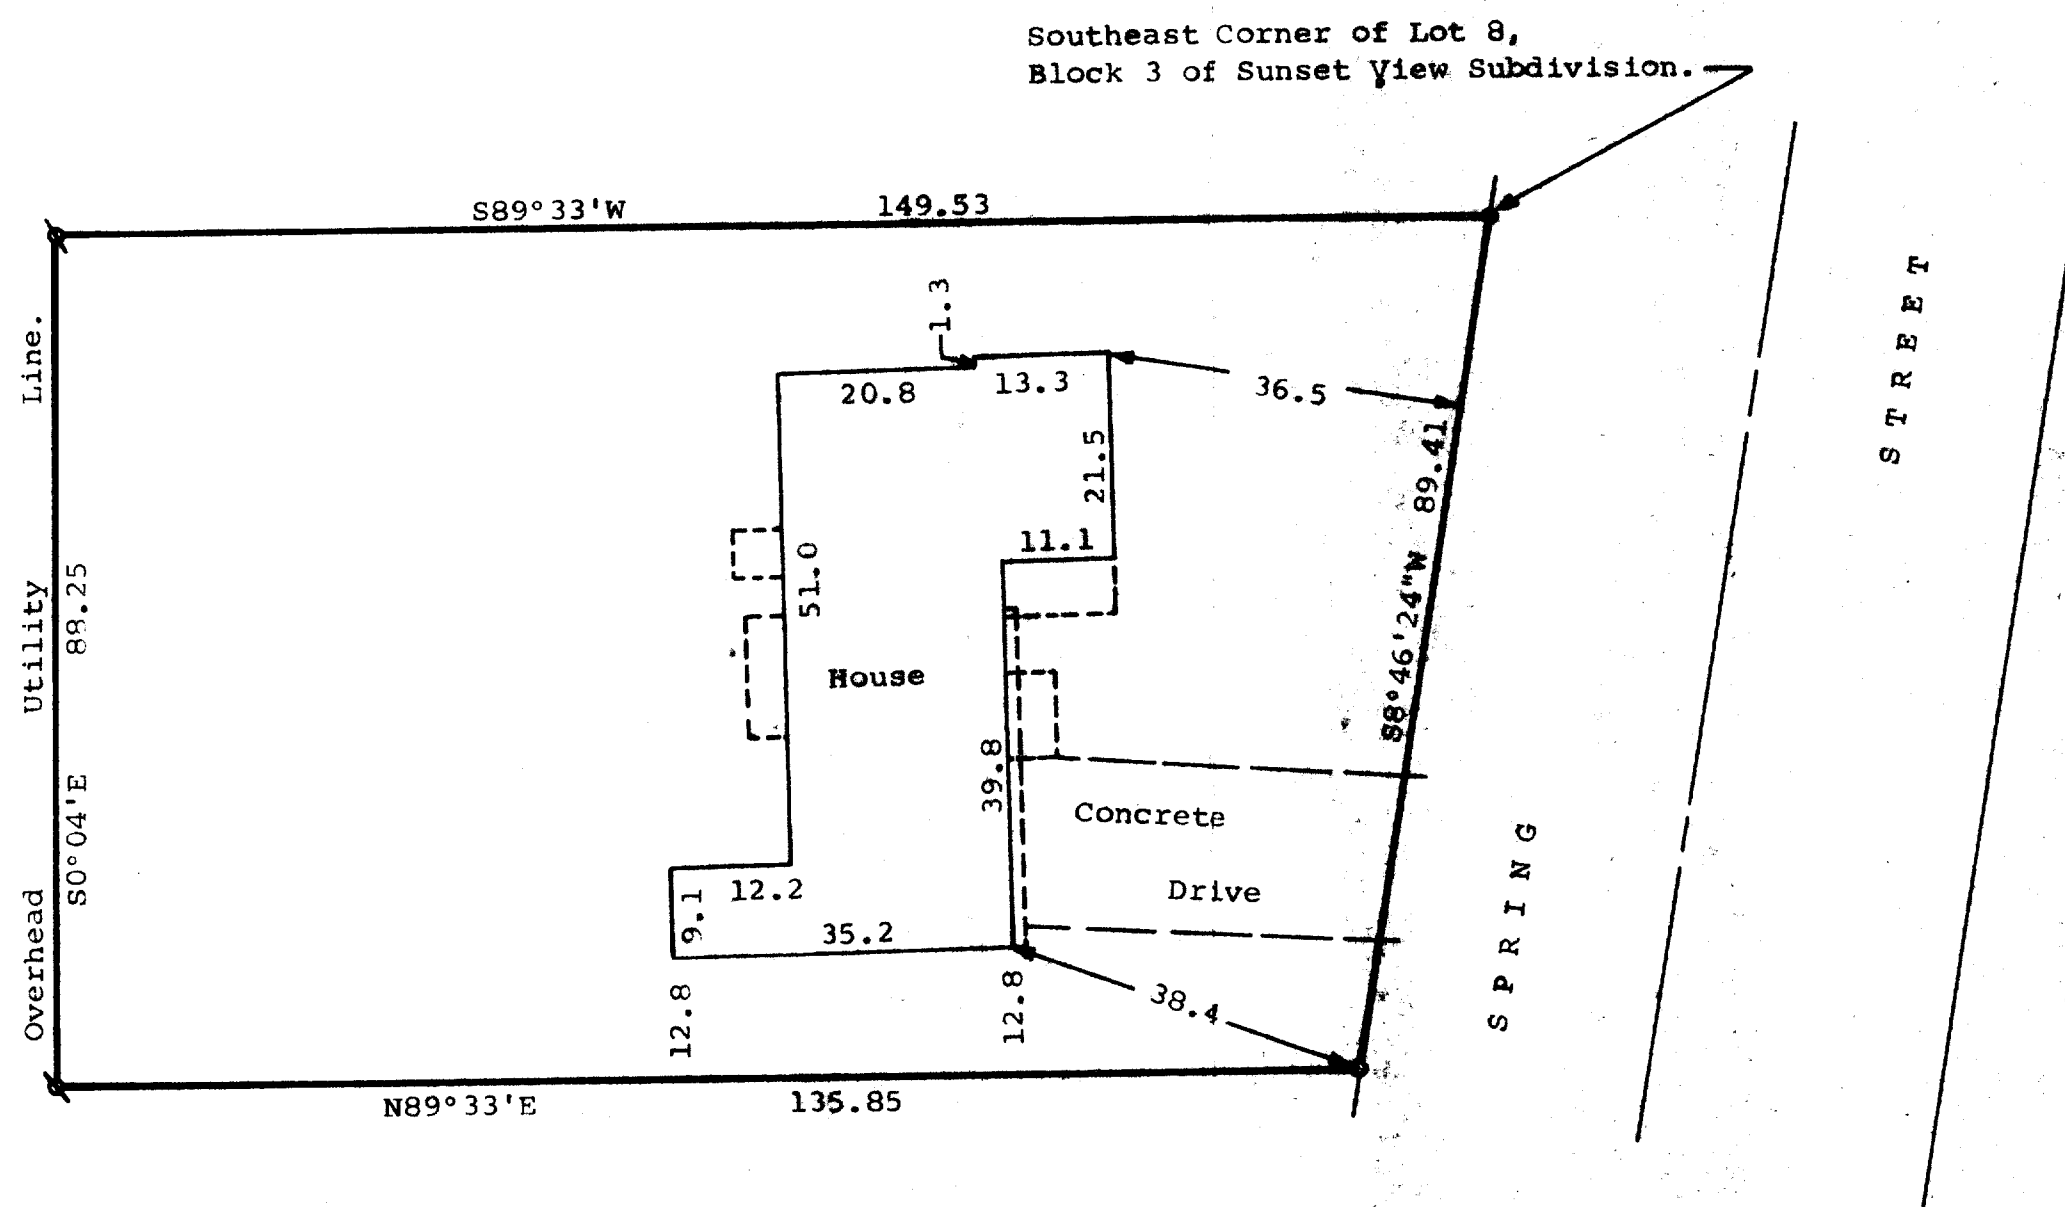 Southeast Corner of Lot 8,
Block 3 of Sunset View Subdivision.
S89°33'W 149.53
1.3
20.8
13.3
36.5
21.5
11.1
51.0
House
39.8
Concrete
Drive
12.2
9.1
35.2
12.8
12.8
38.4
S8°46'24"W 89.41
SPRING STREET
Overhead Utility Line.
S0°04'E 88.25
N89°33'E 135.85